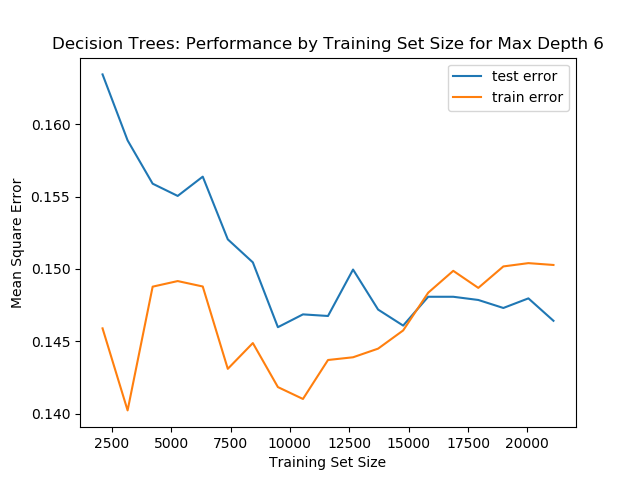 Decision Trees: Performance by Training Set Size for Max Depth 6
test error
train error
0.160
0.155
0.150
0.145
0.140
Mean Square Error
2500 5000 7500 10000 12500 15000 17500 20000
Training Set Size